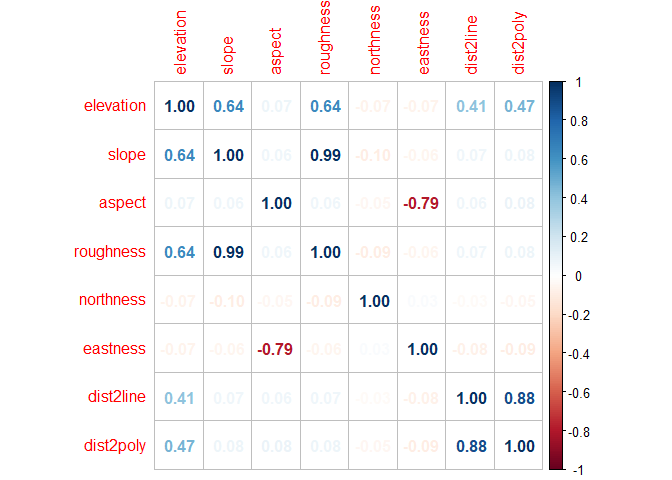 elevation slope aspect roughness northness eastness dist2line dist2poly
elevation 1.00 0.64 0.07 0.64 -0.07 -0.07 0.41 0.47
slope 0.64 1.00 0.06 0.99 -0.10 -0.06 0.07 0.08
aspect 0.07 0.06 1.00 0.06 -0.05 -0.79 0.06 0.08
roughness 0.64 0.99 0.06 1.00 -0.09 -0.06 0.07 0.08
northness -0.07 -0.10 -0.05 -0.09 1.00 0.03 -0.03 -0.05
eastness -0.07 -0.06 -0.79 -0.06 0.03 1.00 -0.08 -0.09
dist2line 0.41 0.07 0.06 0.07 -0.03 -0.08 1.00 0.88
dist2poly 0.47 0.08 0.08 0.08 -0.05 -0.09 0.88 1.00
1
0.8
0.6
0.4
0.2
0
-0.2
-0.4
-0.6
-0.8
-1